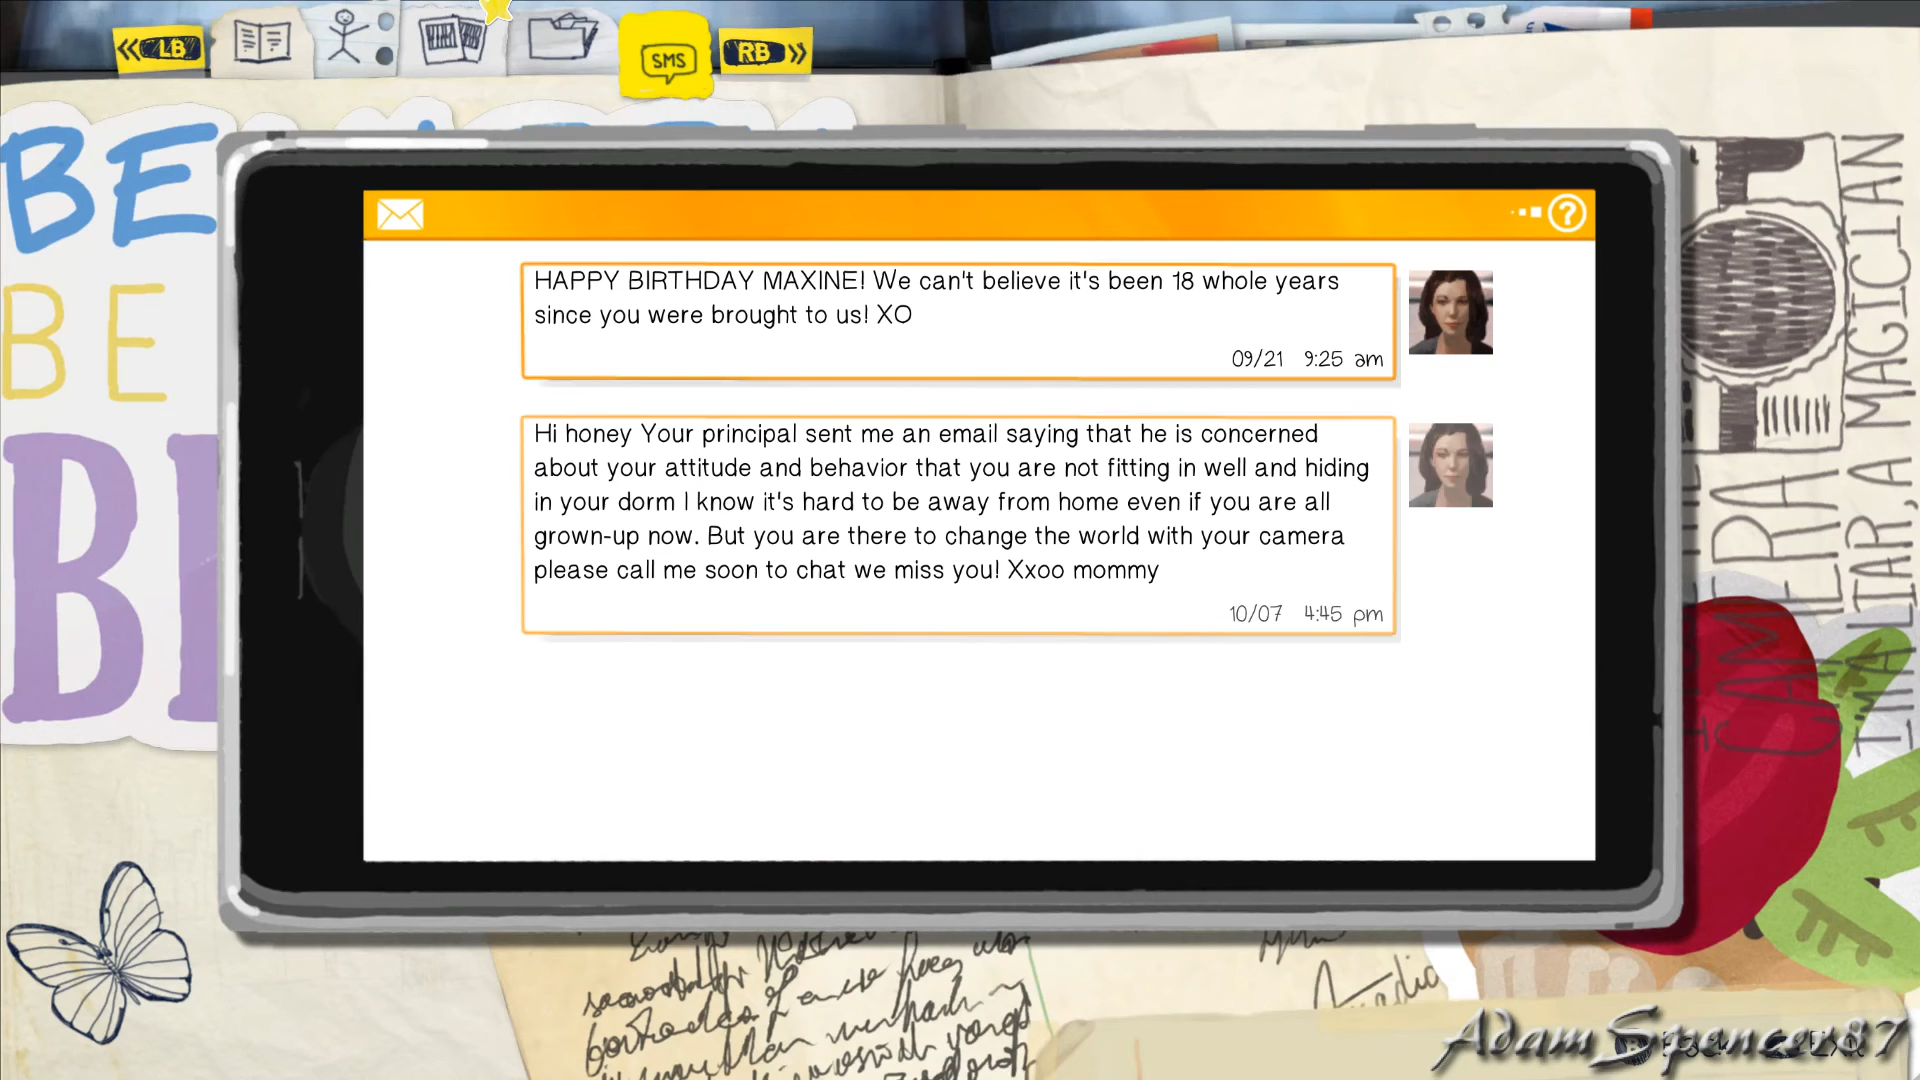 LB
SMS
RB
BE
BE
HAPPY BIRTHDAY MAXINE! We can't believe it's been 18 whole years
since you were brought to us! XO
09/21 9:25 am
Hi honey Your principal sent me an email saying that he is concerned
about your attitude and behavior that you are not fitting in well and hiding
in your dorm I know it's hard to be away from home even if you are all
grown-up now. But you are there to change the world with your camera
please call me soon to chat we miss you! Xxoo mommy
10/07 4:45 pm
CAMERA
LIAR, A MAGICIAN
AdamSpencer87